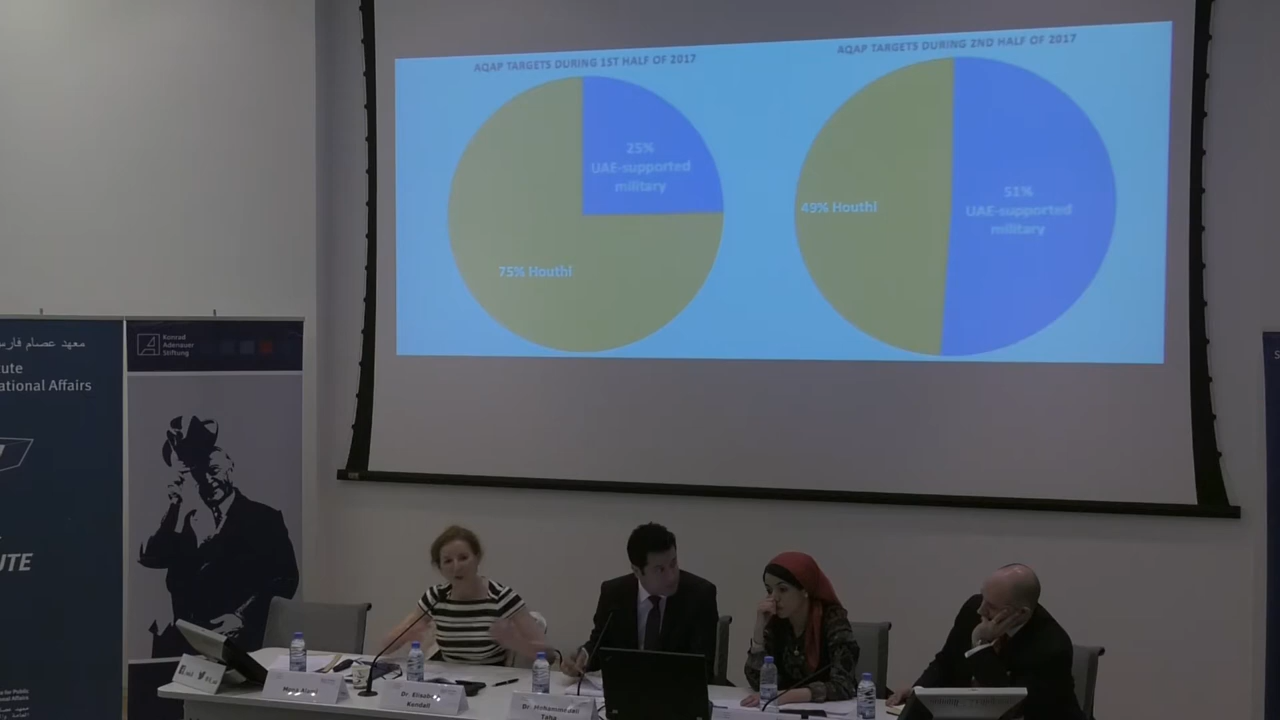 AQAP TARGETS DURING 1ST HALF OF 2017
25%
UAE-supported
military
75% Houthi
AQAP TARGETS DURING 2ND HALF OF 2017
49% Houthi
51%
UAE-supported
military
معهد عصام فارس
ute
ational Affairs
UTE
Konrad
Adenauer
Stiftung
Kendall
Dr. Mohammedali
Taha